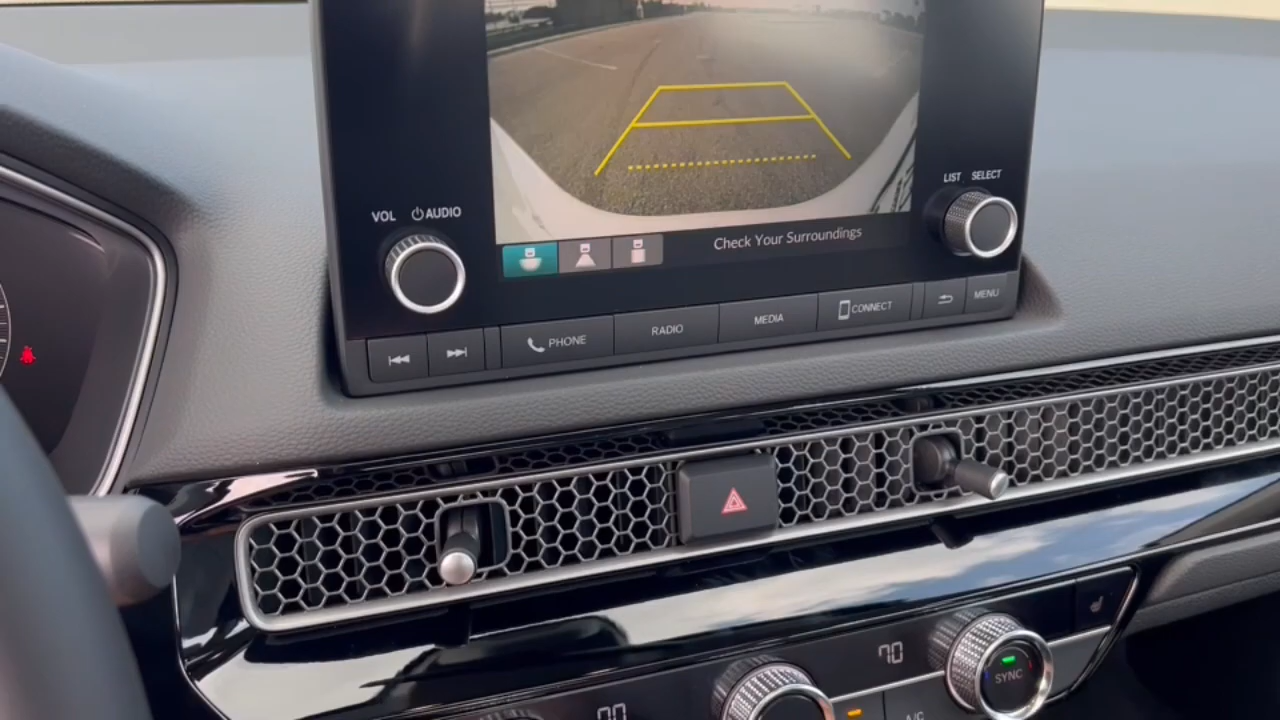 LIST SELECT
VOL AUDIO
Check Your Surroundings
PHONE
RADIO
MEDIA
CONNECT
MENU
70
SYNC
A/C